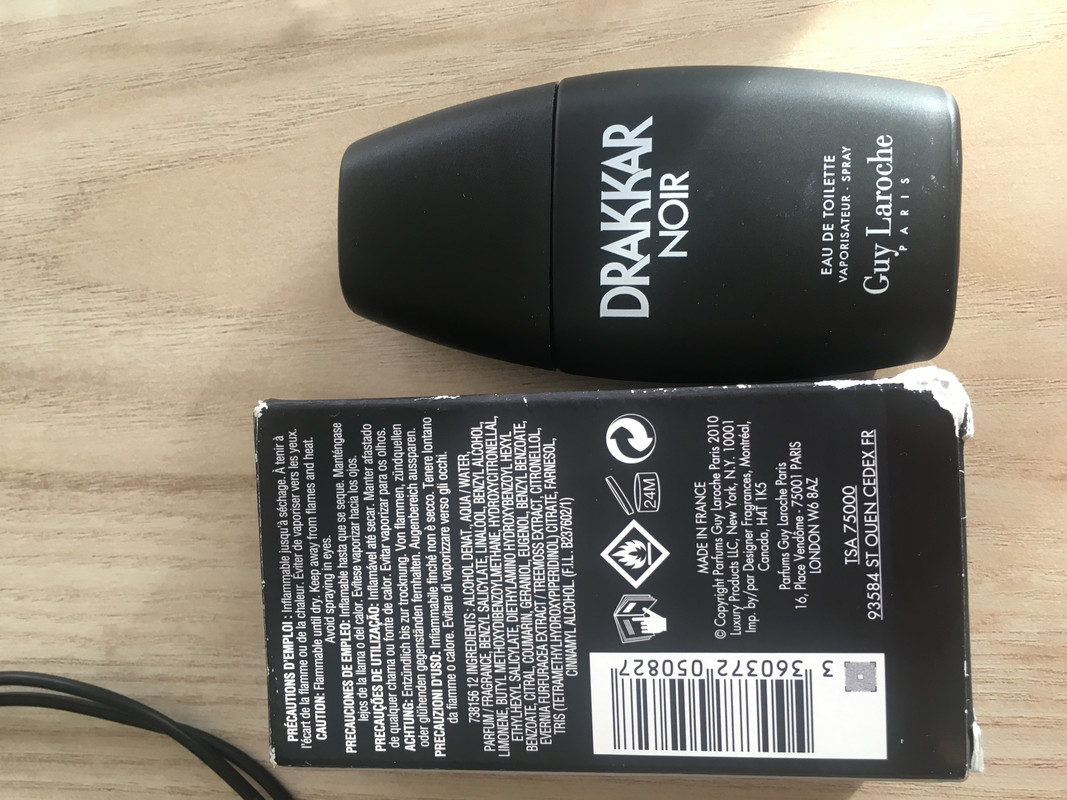 DRAKKAR
NOIR
EAU DE TOILETTE
VAPORISATEUR - SPRAY
Guy Laroche
PARIS
PRÉCAUTIONS D'EMPLOI : Inflammable jusqu'à séchage. A tenir à
l'écart de la flamme ou de la chaleur. Éviter de vaporiser vers les yeux.
CAUTION: Flammable until dry. Keep away from flames and heat.
Avoid spraying in eyes.
PRECAUCIONES DE EMPLEO: Inflamable hasta que se seque. Manténgase
lejos de la llama o del calor. Evítese vaporizar hacia los ojos.
PRECAUÇÕES DE UTILIZAÇÃO: Inflamável até secar. Manter afastado
de qualquer chama ou fonte de calor. Evitar vaporizar para os olhos.
ACHTUNG: Entzündlich bis zur trocknung. Von flammen, zündquellen
oder glühenden gegenständen fernhalten. Augenbereich aussparen.
PRECAUZIONI D'USO: Infiammabile finché non è secco. Tenere lontano
da fiamme o calore. Evitare di vaporizzare verso gli occhi.
738156 12 INGREDIENTS : ALCOHOL DENAT., AQUA / WATER,
PARFUM / FRAGRANCE, BENZYL SALICYLATE, LINALOOL, BENZYL ALCOHOL,
LIMONENE, BUTYL METHOXYDIBENZOYLMETHANE, HYDROXYCITRONELLAL,
ETHYLHEXYL SALICYLATE, DIETHYLAMINO HYDROXYBENZOYL HEXYL
BENZOATE, CITRAL, COUMARIN, GERANIOL, EUGENOL, BENZYL BENZOATE,
EVERNIA FURFURACEA EXTRACT / TREEMOSS EXTRACT, CITRONELLOL,
TRIS (TETRAMETHYLHYDROXYPIPERIDINOL) CITRATE, FARNESOL,
CINNAMYL ALCOHOL (F.I.L. B237602/1)
24M
MADE IN FRANCE
© Copyright Parfums Guy Laroche Paris 2010
Luxury Products LLC, New York, N.Y. 10001
Imp. by/par Designer Fragrances, Montréal,
Canada, H4T 1K5
Parfums Guy Laroche Paris
16, Place Vendôme - 75001 PARIS
LONDON W6 8AZ
TSA 75000
93584 ST OUEN CEDEX FR
3 360372 050827